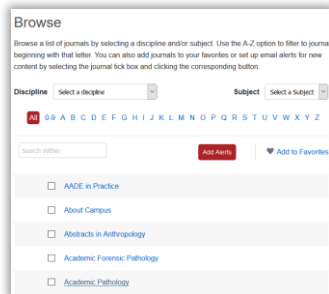 Browse
Browse a list of journals by selecting a discipline and/or subject. Use the A-Z option to filter to journa
beginning with that letter. You can also add journals to your favorites or set up email alerts for new
content by selecting the journal tick box and clicking the corresponding button.
Discipline Select a discipline Subject Select a Subject
All 0-9 A B C D E F G H I J K L M N O P Q R S T U V W X Y Z
Search Within Add Alerts Add to Favorites
AADE in Practice
About Campus
Abstracts in Anthropology
Academic Forensic Pathology
Academic Pathology